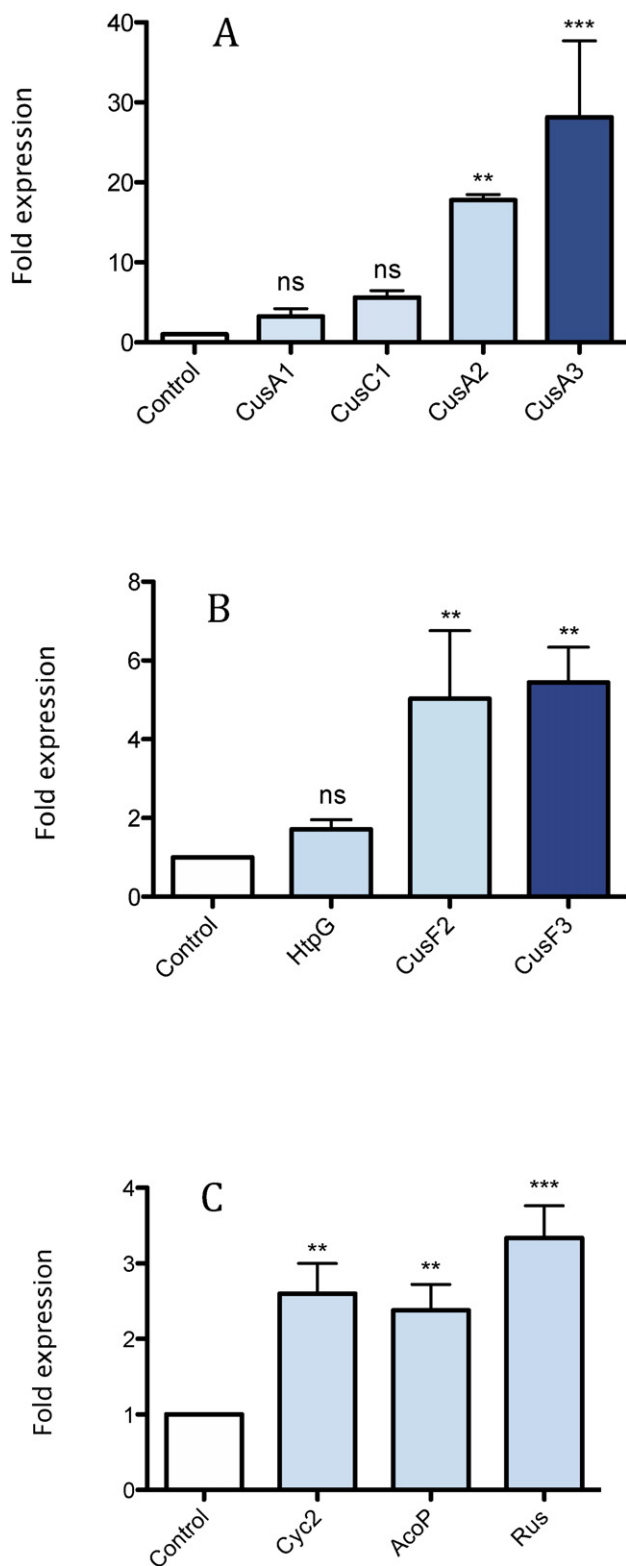 A
Fold expression
40
30
20
10
0
ns
ns
**
***
Control
CusA1
CusC1
CusA2
CusA3
B
Fold expression
8
6
4
2
0
ns
**
**
Control
HtpG
CusF2
CusF3
C
Fold expression
4
3
2
1
0
**
**
***
Control
Cyc2
AcoP
Rus